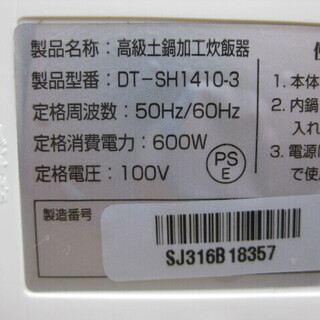 製品名称：高級土鍋加工炊飯器
製品型番：DT-SH1410-3
定格周波数：50Hz/60Hz
定格消費電力：600W
定格電圧：100V
PS
E
製造番号
SJ316B18357
1. 本体
2. 内鍋
入れ
3. 電源
で使